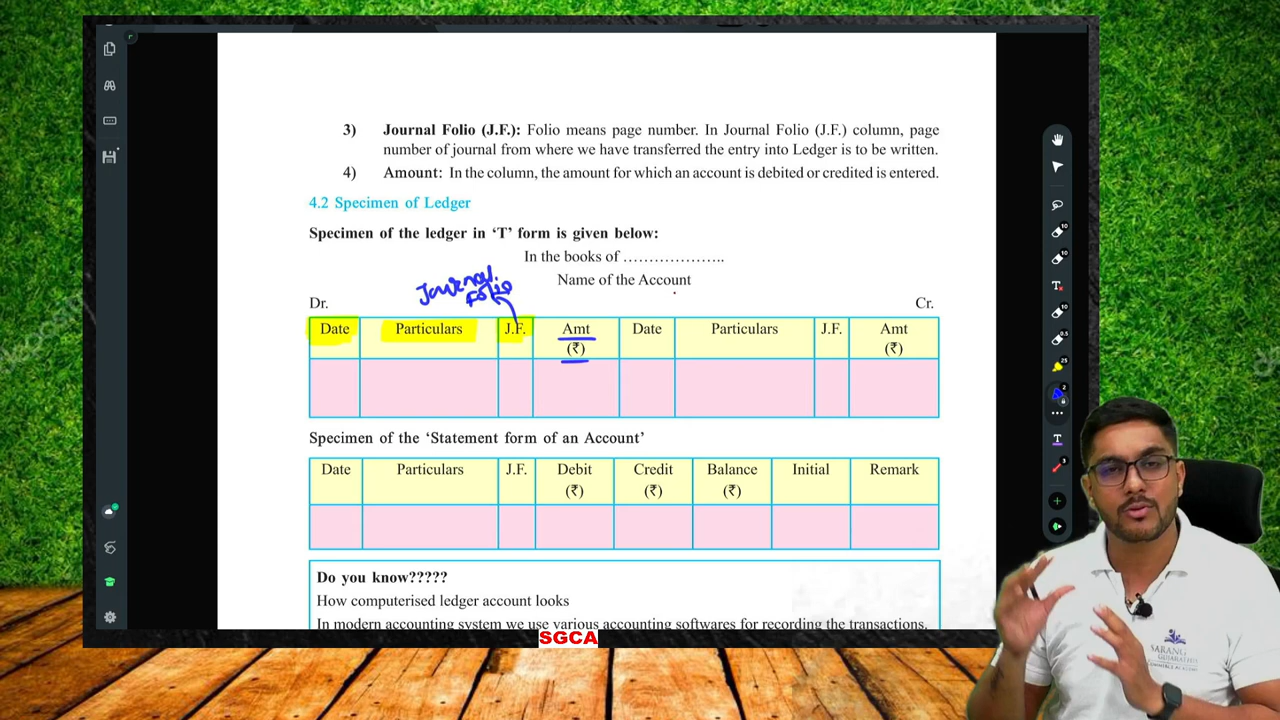 3) Journal Folio (J.F.): Folio means page number. In Journal Folio (J.F.) column, page
number of journal from where we have transferred the entry into Ledger is to be written.
4) Amount: In the column, the amount for which an account is debited or credited is entered.
4.2 Specimen of Ledger
Specimen of the ledger in ‘T’ form is given below:
In the books of ………………..
Name of the Account
Journal
Folio
Dr. Cr.
Date Particulars J.F. Amt Date Particulars J.F. Amt
(₹) (₹)
Specimen of the ‘Statement form of an Account’
Date Particulars J.F. Debit Credit Balance Initial Remark
(₹) (₹) (₹)
Do you know?????
How computerised ledger account looks
In modern accounting system we use various accounting softwares for recording the transactions.
SGCA
SARANG